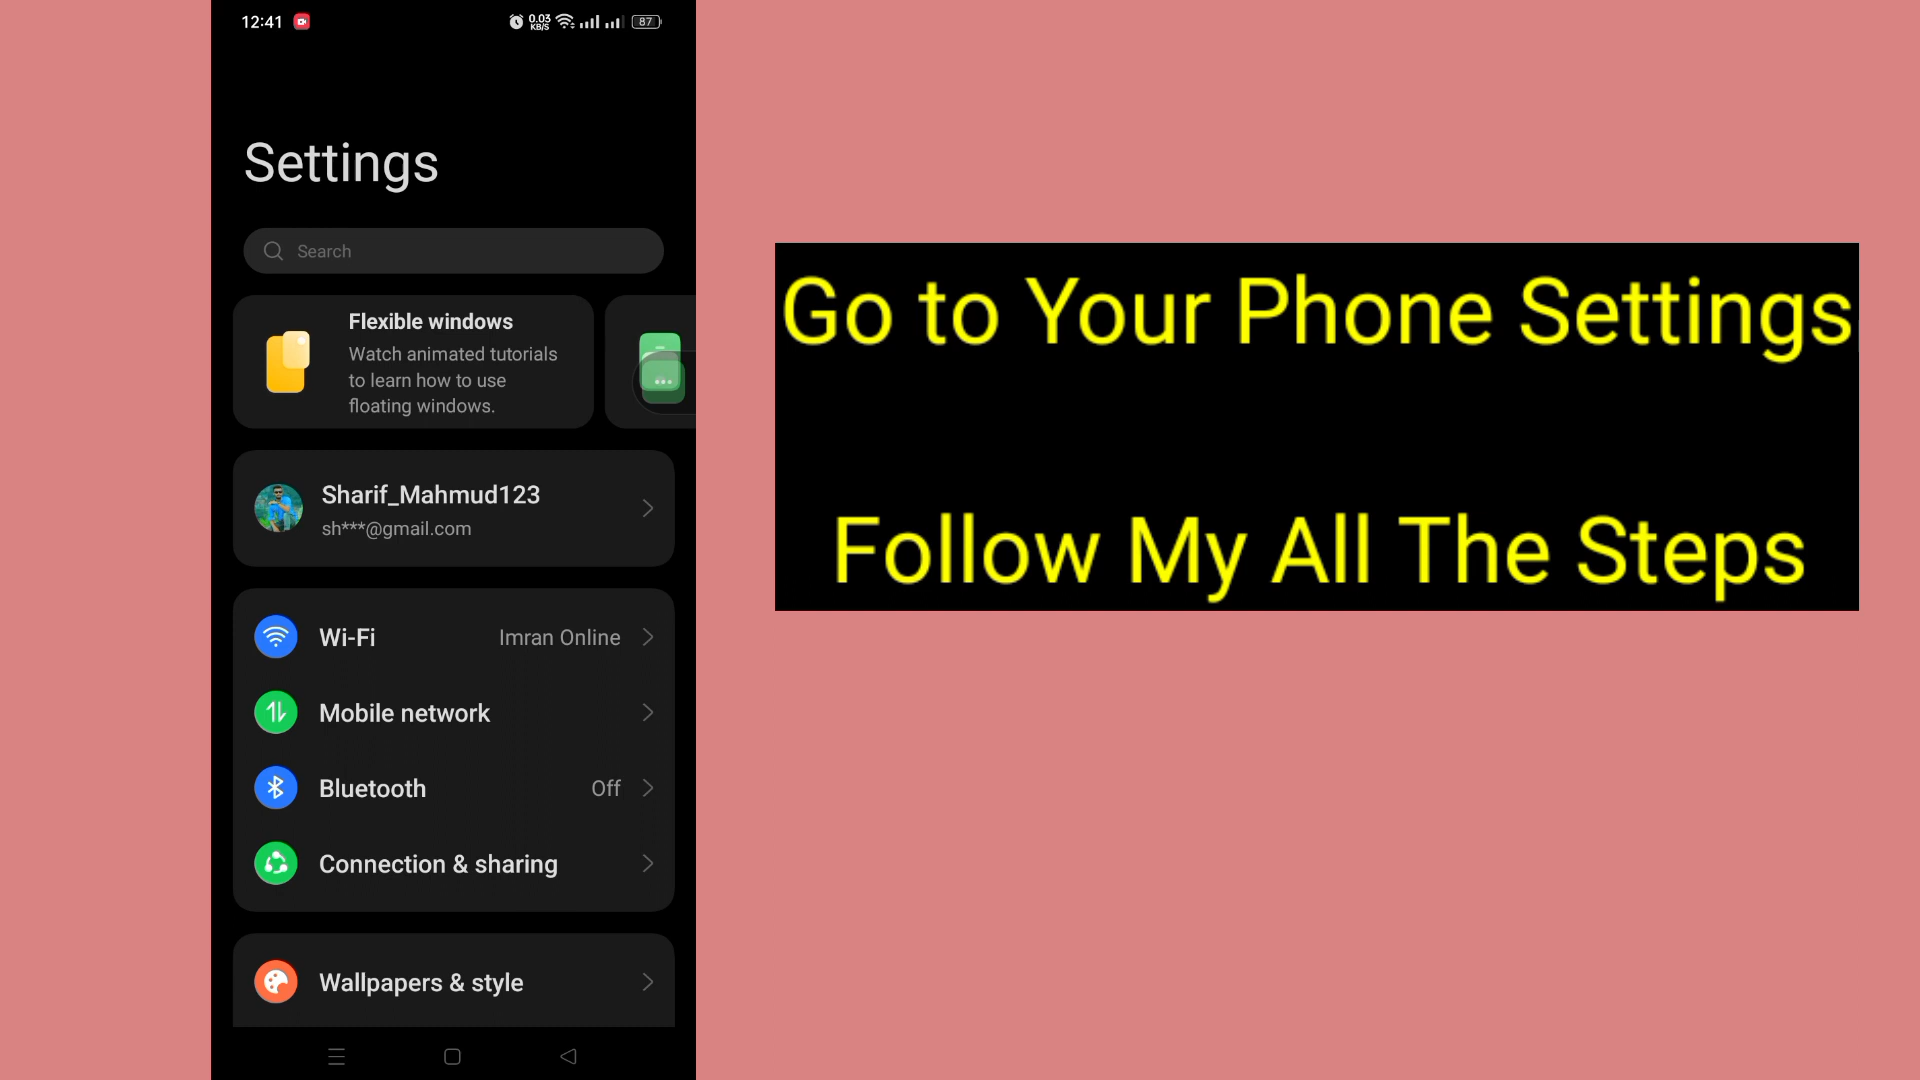 12:41
0.03
KB/S
87
Settings
Search
Flexible windows
Watch animated tutorials
to learn how to use
floating windows.
Sharif_Mahmud123
sh***@gmail.com
Wi-Fi Imran Online
Mobile network
Bluetooth Off
Connection & sharing
Wallpapers & style
Go to Your Phone Settings
Follow My All The Steps